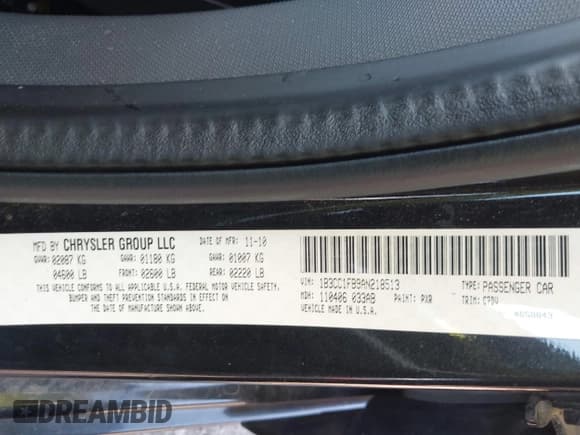 MFD BY CHRYSLER GROUP LLC DATE OF MFR: 11-10
GVWR: 02087 KG GAWR: 01180 KG GAWR: 01007 KG
04600 LB FRONT: 02600 LB REAR: 02220 LB
THIS VEHICLE CONFORMS TO ALL APPLICABLE U.S.A. FEDERAL MOTOR VEHICLE SAFETY,
BUMPER AND THEFT PREVENTION STANDARDS IN EFFECT ON
THE DATE OF MANUFACTURE SHOWN ABOVE.
VIN: 1B3CC1FB9AN218513 TYPE: PASSENGER CAR
MDH: 110406 033AB PAINT: PXR TRIM: C7DV
VEHICLE MADE IN U.S.A.
DREAMBID